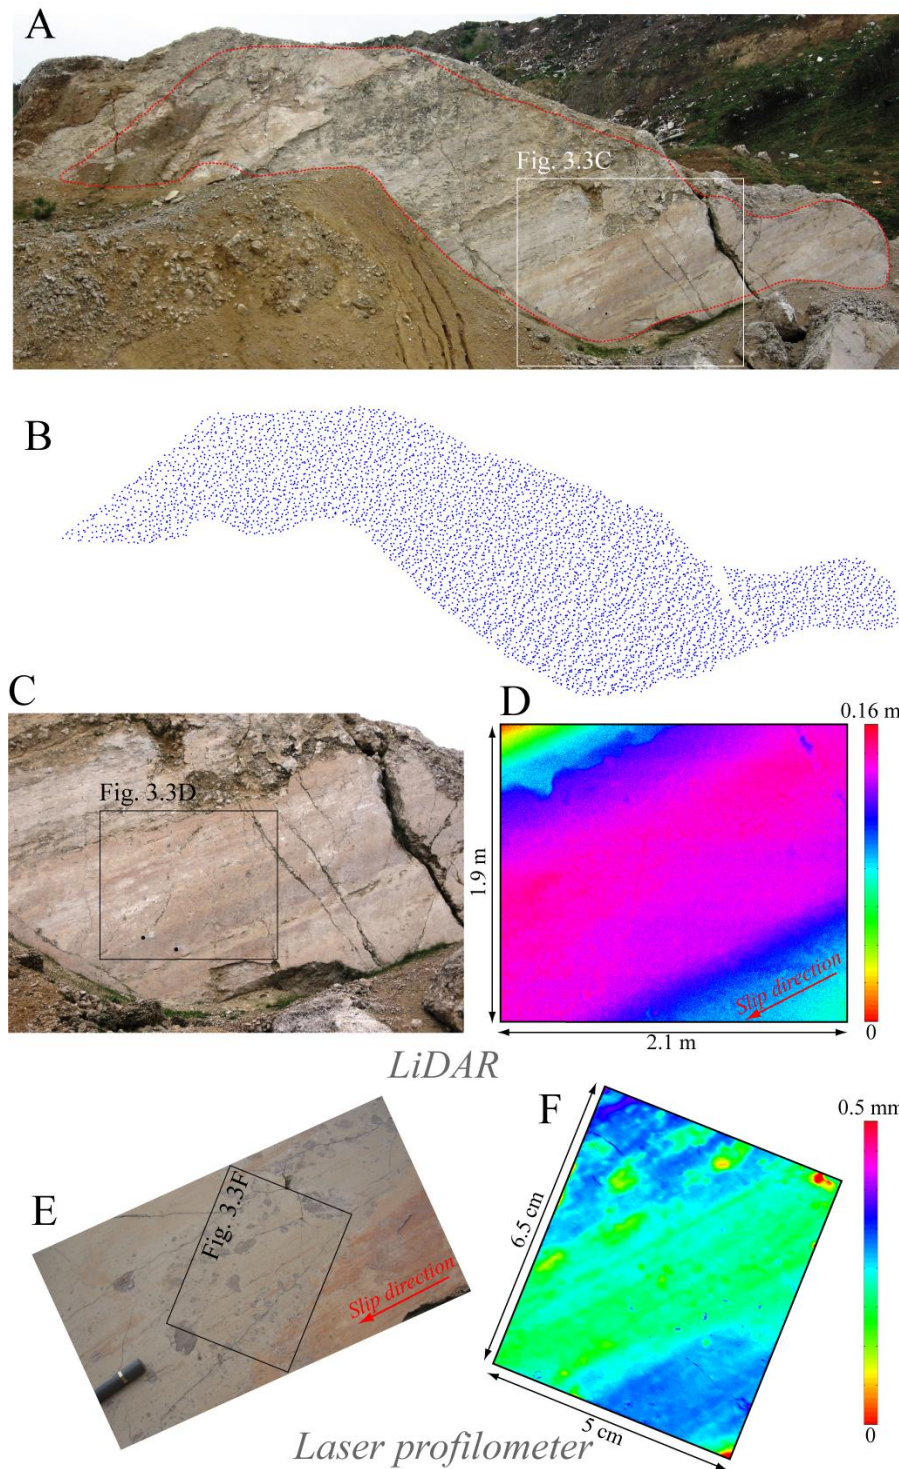 A
Fig. 3.3C
B
C
Fig. 3.3D
D
0.16 m
1.9 m
Slip direction
2.1 m
0
LiDAR
E
Fig. 3.3F
Slip direction
F
0.5 mm
6.5 cm
5 cm
0
Laser profilometer